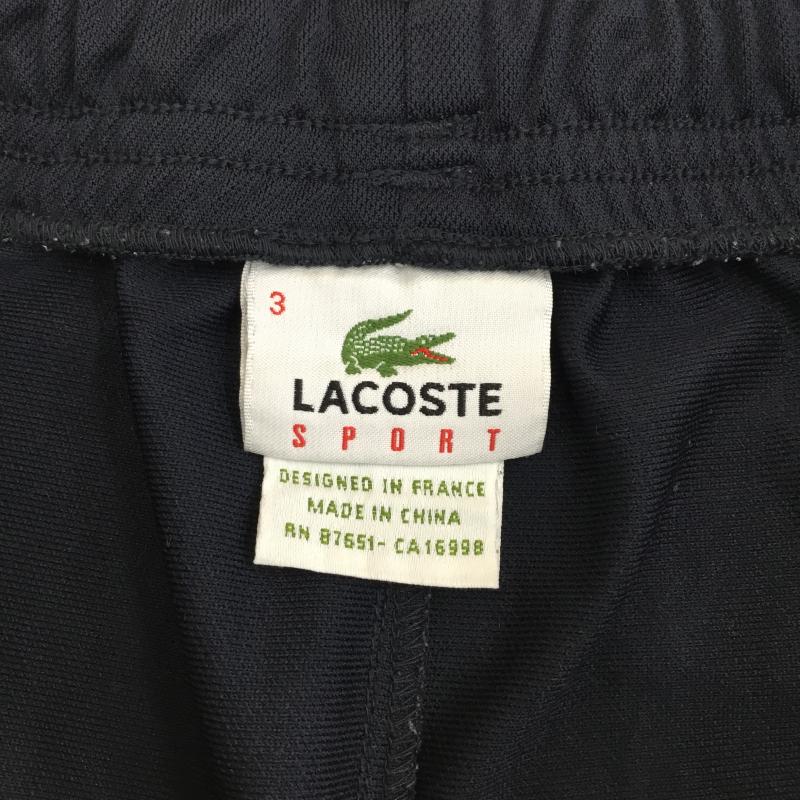 3
LACOSTE
SPORT
DESIGNED IN FRANCE
MADE IN CHINA
RN 87651- CA16998